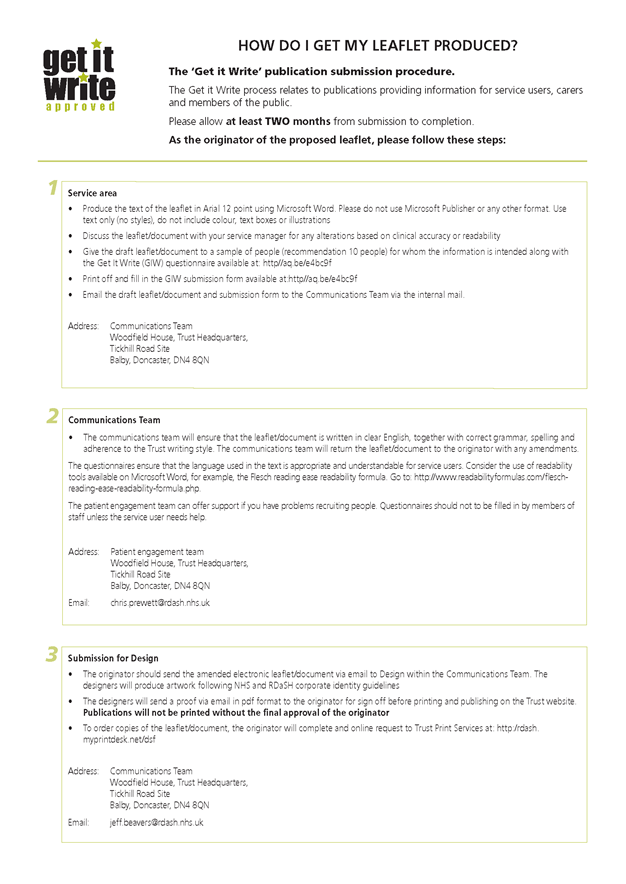 get it
write
approved
HOW DO I GET MY LEAFLET PRODUCED?
The ‘Get it Write’ publication submission procedure.
The Get it Write process relates to publications providing information for service users, carers
and members of the public.
Please allow at least TWO months from submission to completion.
As the originator of the proposed leaflet, please follow these steps:
1
Service area
• Produce the text of the leaflet in Arial 12 point using Microsoft Word. Please do not use Microsoft Publisher or any other format. Use
text only (no styles), do not include colour, text boxes or illustrations
• Discuss the leaflet/document with your service manager for any alterations based on clinical accuracy or readability
• Give the draft leaflet/document to a sample of people (recommendation 10 people) for whom the information is intended along with
the Get It Write (GIW) questionnaire available at: http//aq.be/e4bc9f
• Print off and fill in the GIW submission form available at:http//aq.be/e4bc9f
• Email the draft leaflet/document and submission form to the Communications Team via the internal mail.
Address: Communications Team
Woodfield House, Trust Headquarters,
Tickhill Road Site
Balby, Doncaster, DN4 8QN
2
Communications Team
• The communications team will ensure that the leaflet/document is written in clear English, together with correct grammar, spelling and
adherence to the Trust writing style. The communications team will return the leaflet/document to the originator with any amendments.
The questionnaires ensure that the language used in the text is appropriate and understandable for service users. Consider the use of readability
tools available on Microsoft Word, for example, the Flesch reading ease readability formula. Go to: http://www.readabilityformulas.com/flesch-
reading-ease-readability-formula.php.
The patient engagement team can offer support if you have problems recruiting people. Questionnaires should not to be filled in by members of
staff unless the service user needs help.
Address: Patient engagement team
Woodfield House, Trust Headquarters,
Tickhill Road Site
Balby, Doncaster, DN4 8QN
Email: chris.prewett@rdash.nhs.uk
3
Submission for Design
• The originator should send the amended electronic leaflet/document via email to Design within the Communications Team. The
designers will produce artwork following NHS and RDaSH corporate identity guidelines
• The designers will send a proof via email in pdf format to the originator for sign off before printing and publishing on the Trust website.
Publications will not be printed without the final approval of the originator
• To order copies of the leaflet/document, the originator will complete and online request to Trust Print Services at: http:/rdash.
myprintdesk.net/dsf
Address: Communications Team
Woodfield House, Trust Headquarters,
Tickhill Road Site
Balby, Doncaster, DN4 8QN
Email: jeff.beavers@rdash.nhs.uk